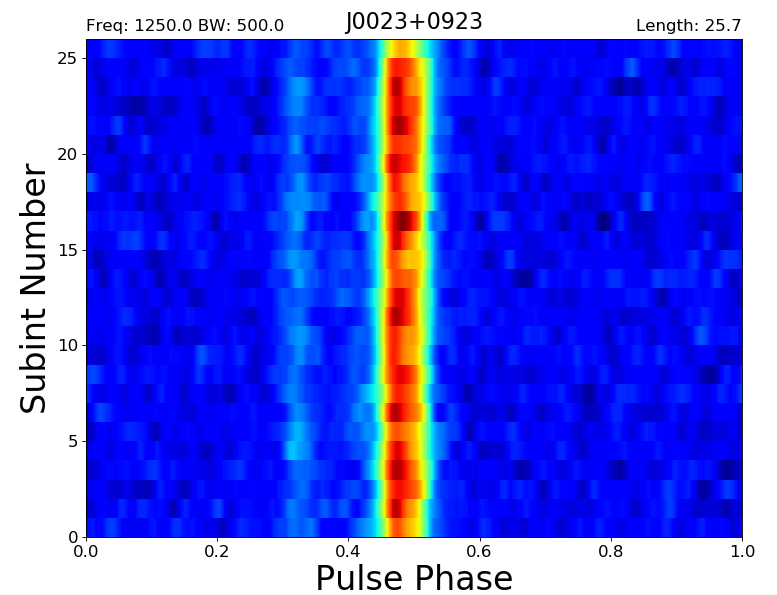 Freq: 1250.0 BW: 500.0
J0023+0923
Length: 25.7
25
20
15
10
5
0
Subint Number
0.0 0.2 0.4 0.6 0.8 1.0
Pulse Phase